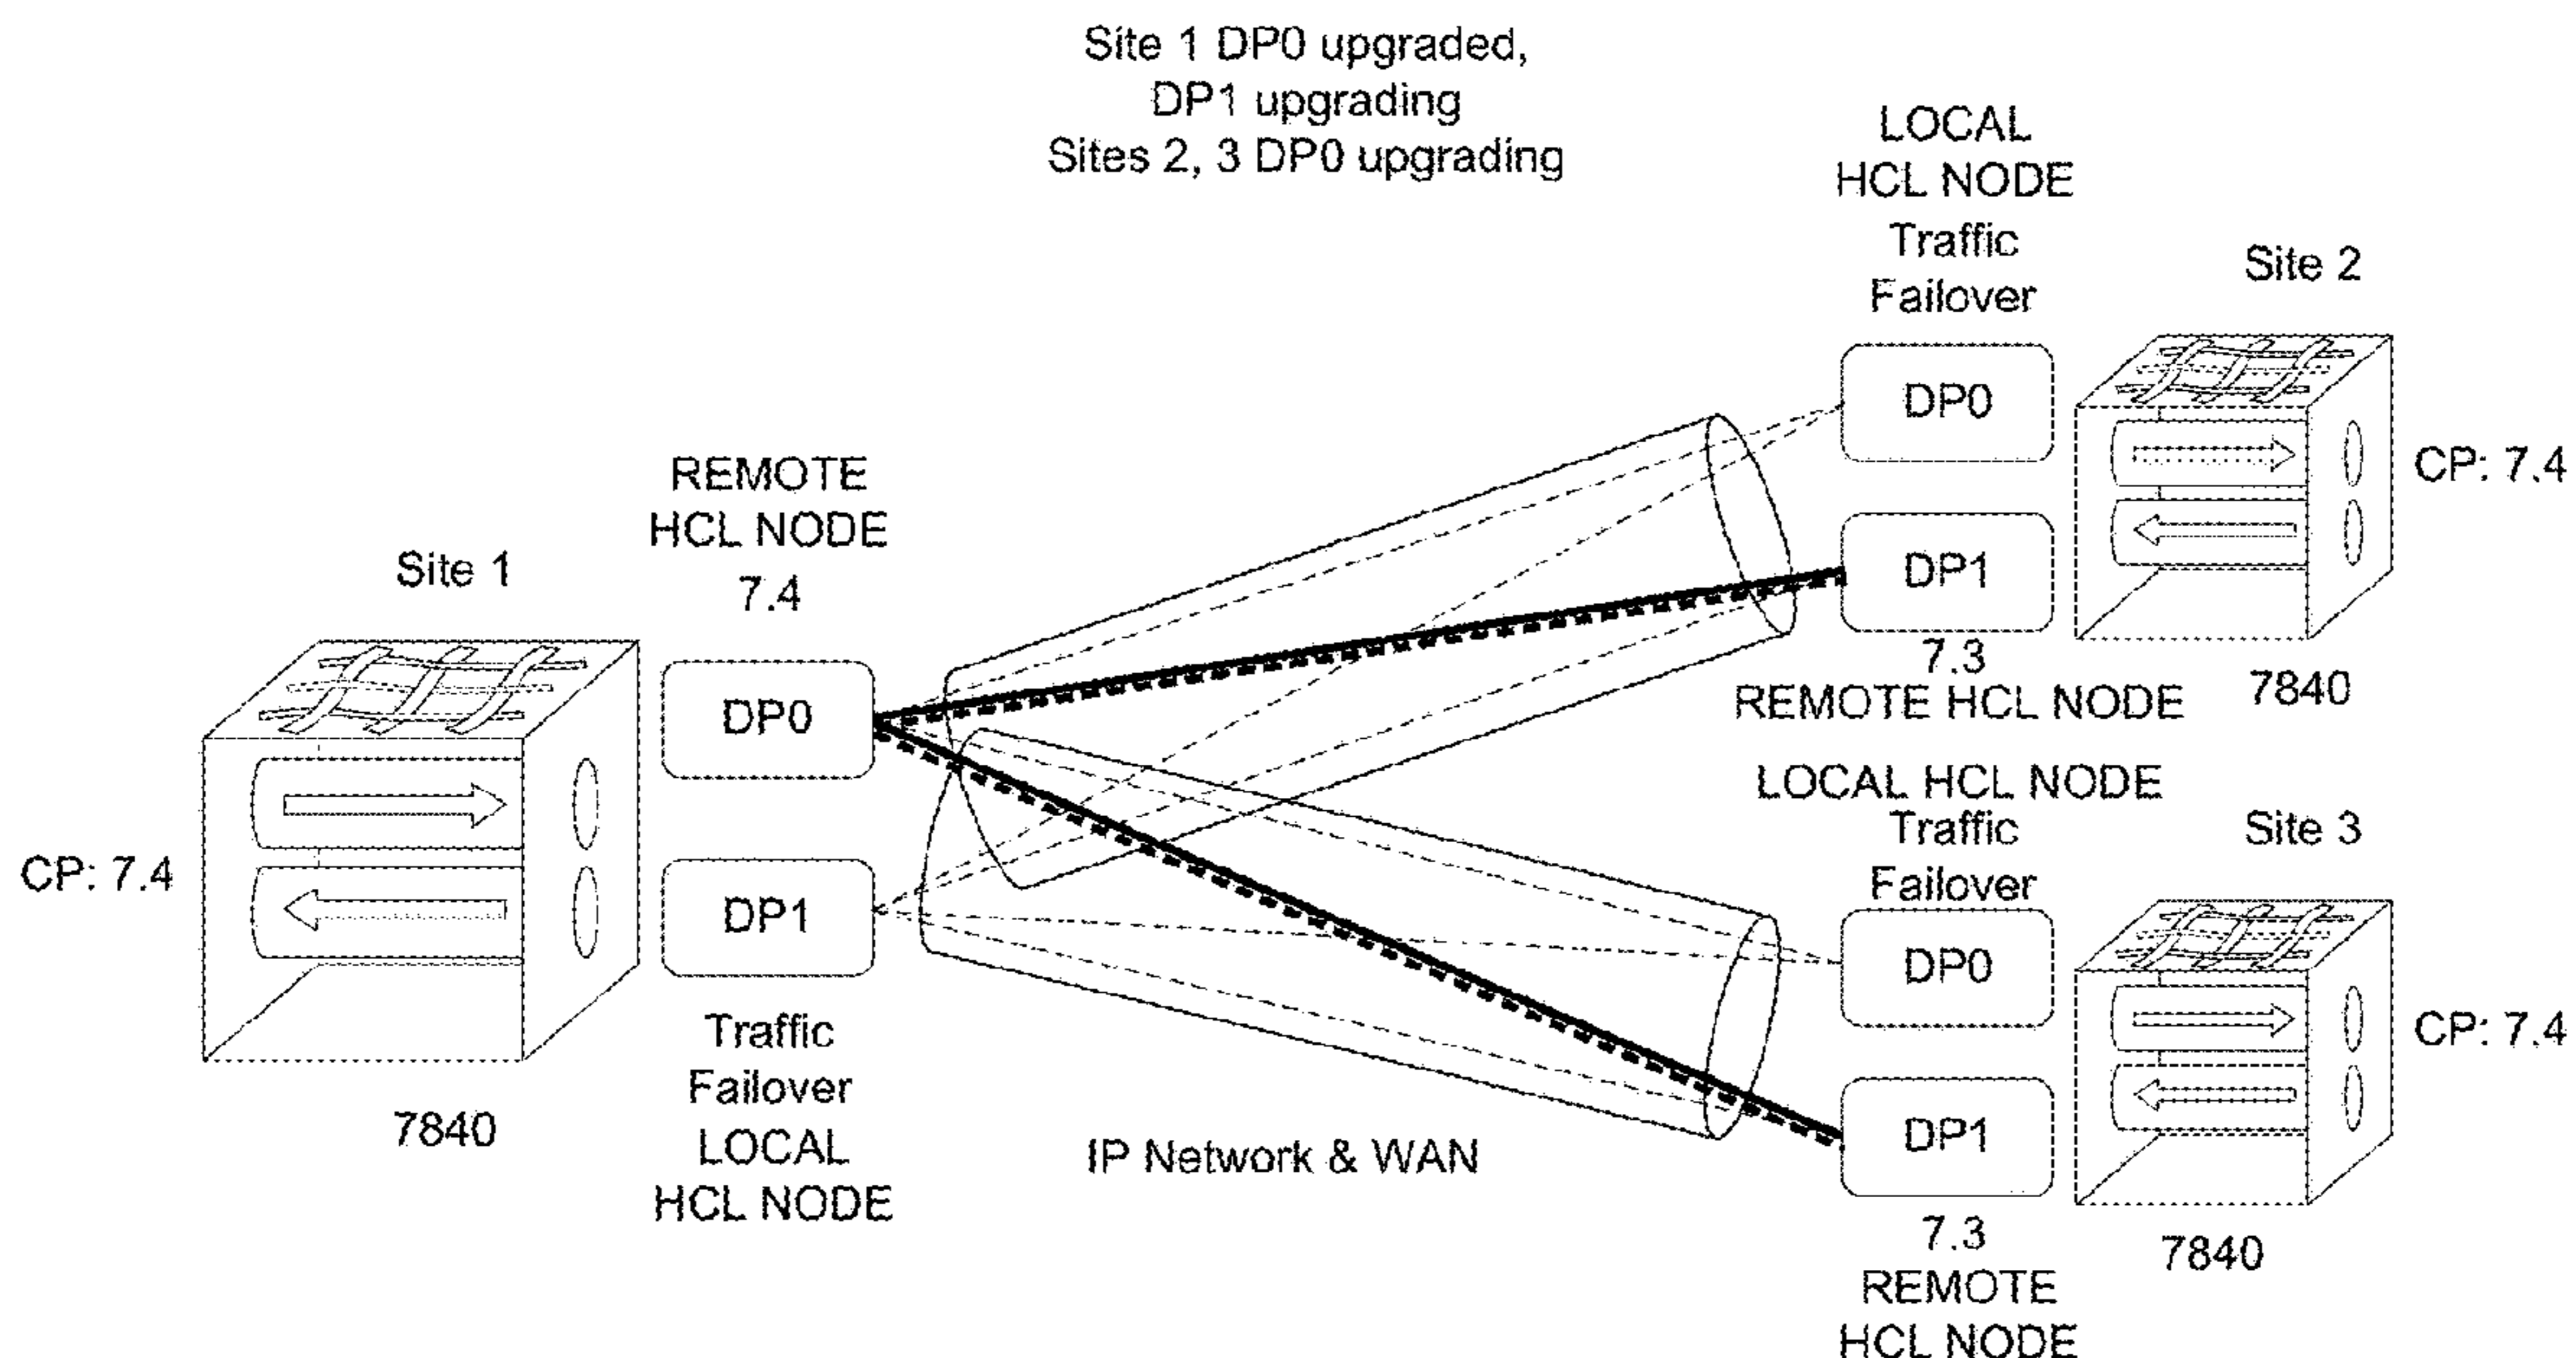 Site 1 DP0 upgraded,
DP1 upgrading
Sites 2, 3 DP0 upgrading
LOCAL
HCL NODE
Traffic
Failover
Site 2
DP0
CP: 7.4
DP1
7.3
REMOTE HCL NODE
7840
REMOTE
HCL NODE
7.4
Site 1
DP0
CP: 7.4
DP1
Traffic
Failover
LOCAL
HCL NODE
7840
IP Network & WAN
LOCAL HCL NODE
Traffic
Failover
Site 3
DP0
CP: 7.4
DP1
7.3
REMOTE
HCL NODE
7840